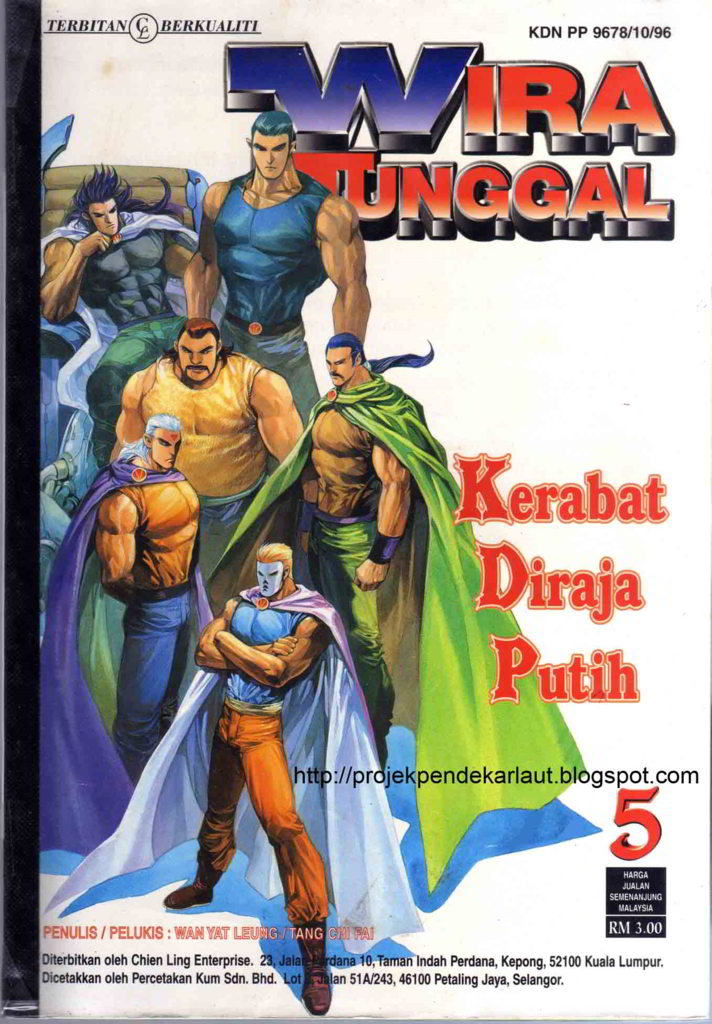 TERBITAN CL BERKUALITI
KDN PP 9678/10/96
WIRA
TUNGGAL
Kerabat
Diraja
Putih
http://projekpendekarlaut.blogspot.com
5
HARGA
JUALAN
SEMENANJUNG
MALAYSIA
RM 3.00
PENULIS / PELUKIS : WAN YAT LEUNG / TANG CHI FAI
Diterbitkan oleh Chien Ling Enterprise. 23, Jalan Perdana 10, Taman Indah Perdana, Kepong, 52100 Kuala Lumpur.
Dicetakkan oleh Percetakan Kum Sdn. Bhd. Lot Jalan 51A/243, 46100 Petaling Jaya, Selangor.